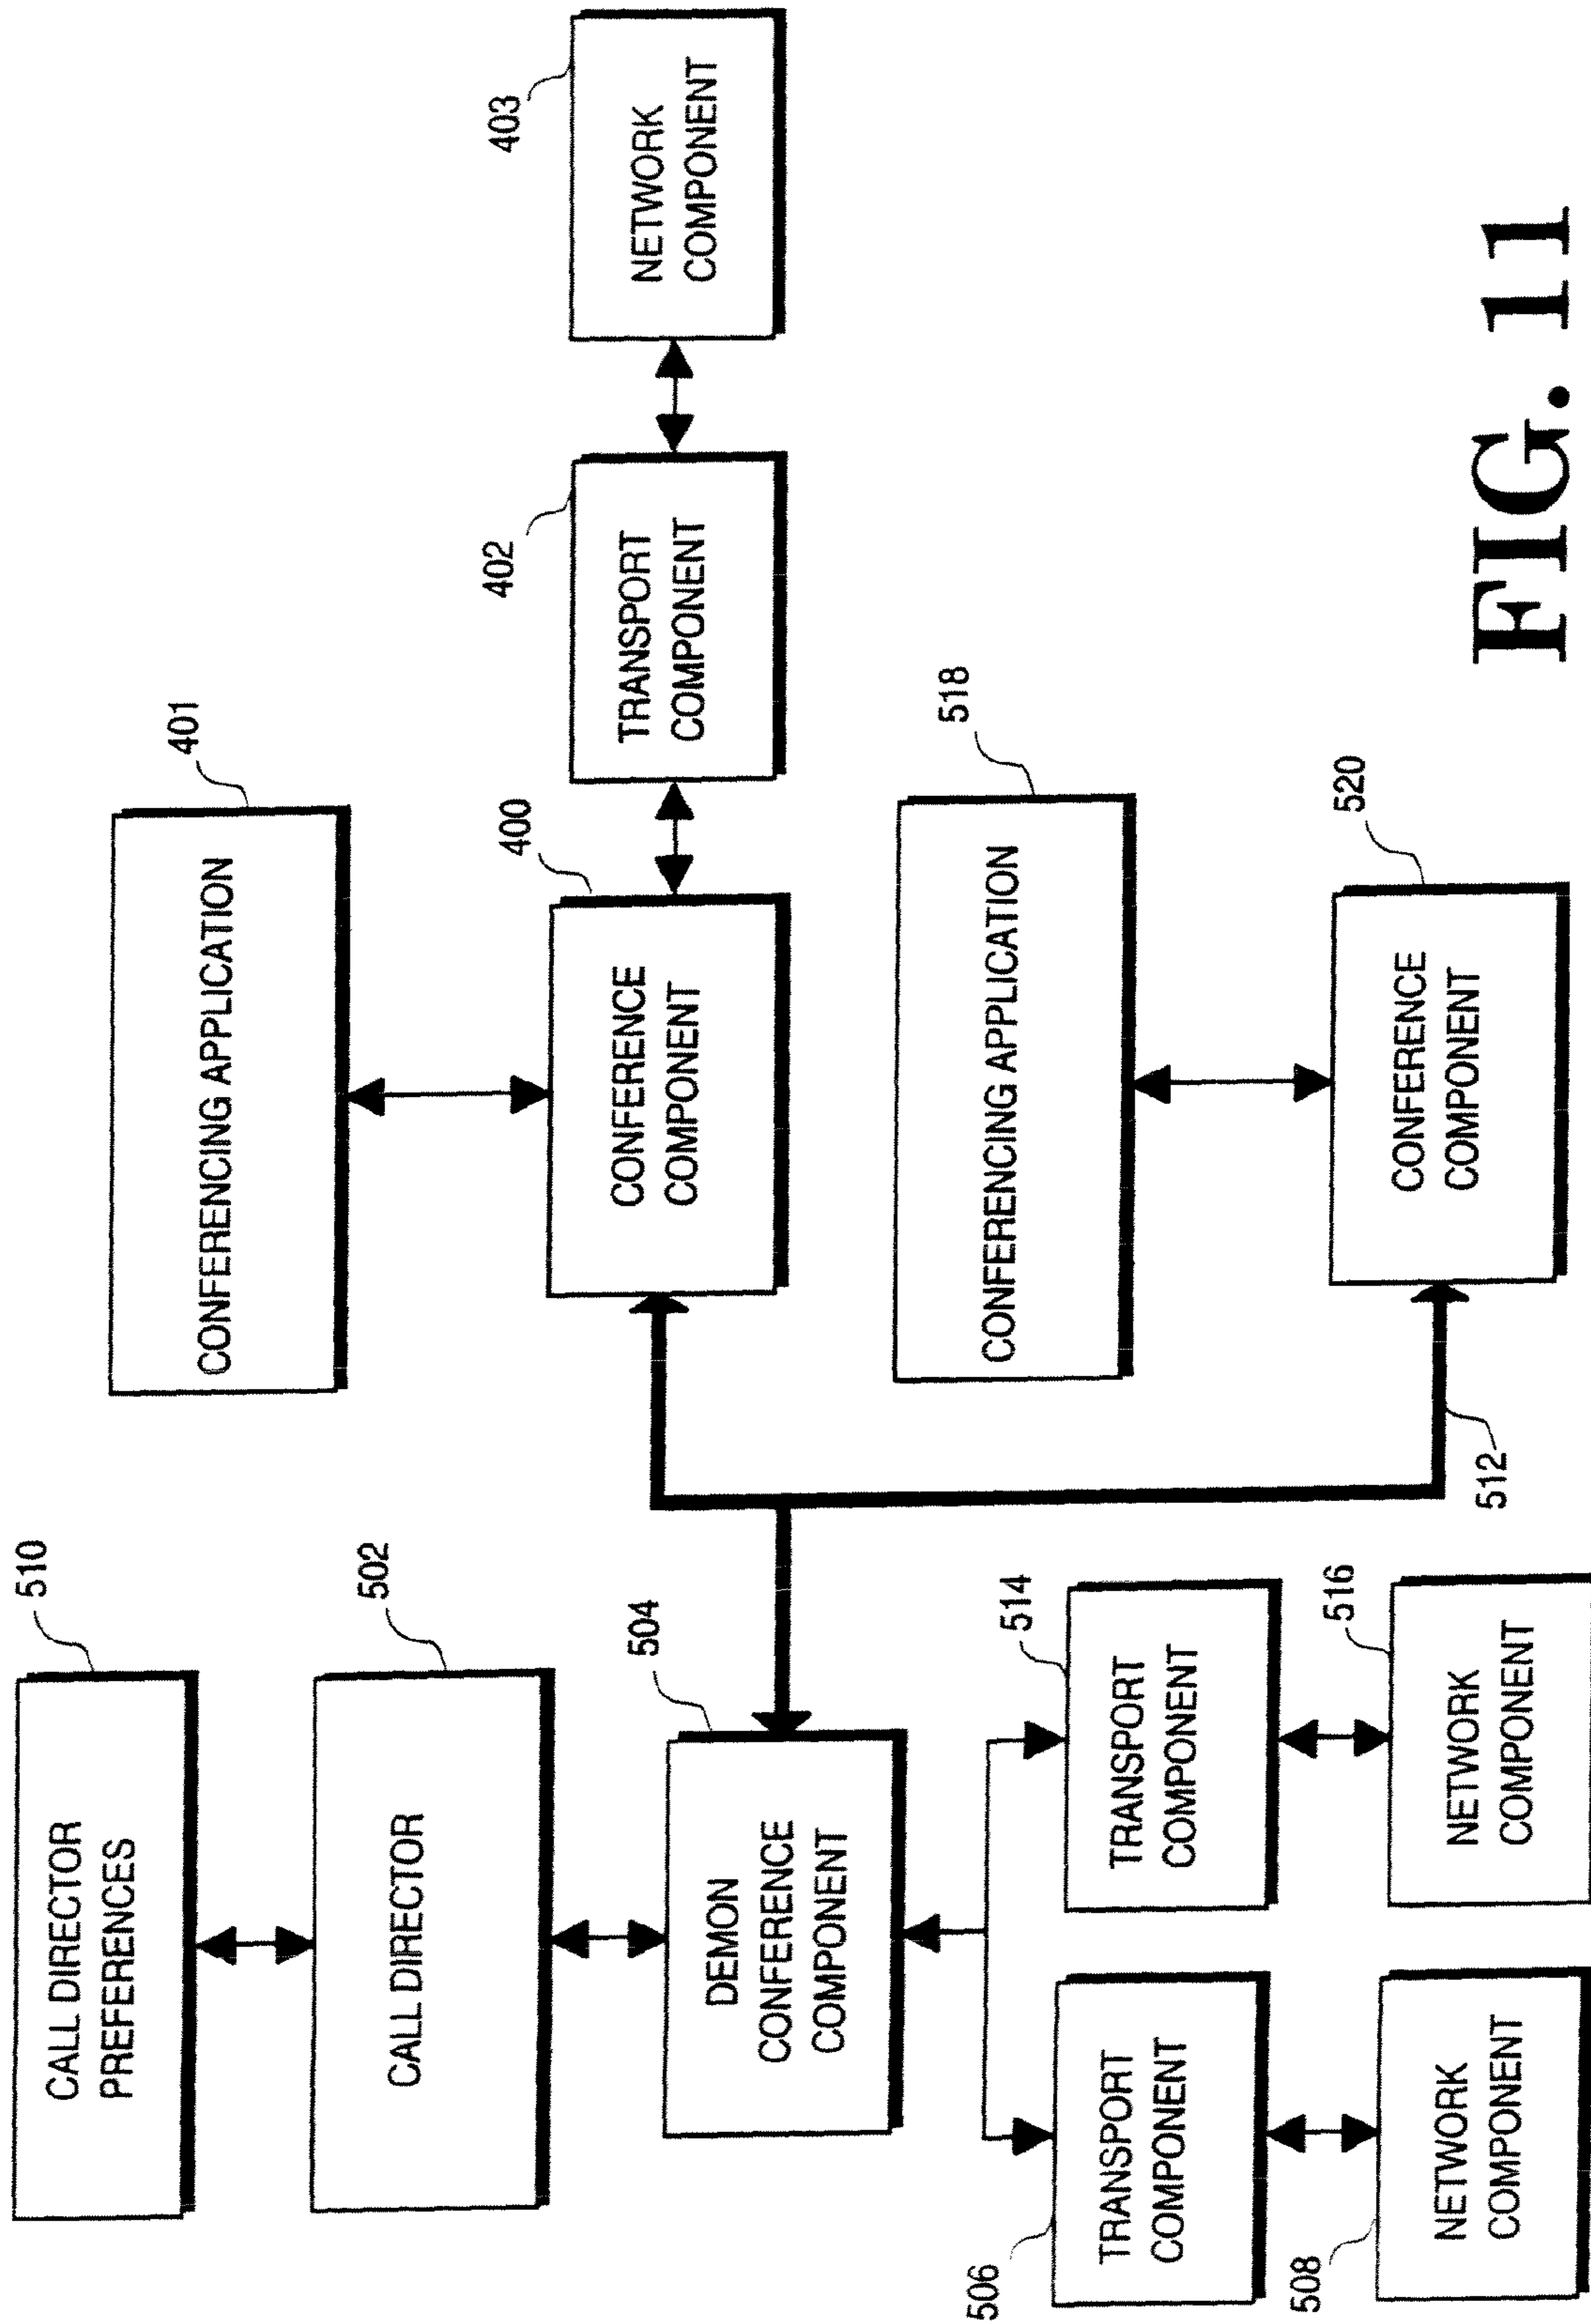 510
CALL DIRECTOR
PREFERENCES
502
CALL DIRECTOR
504
DEMON
CONFERENCE
COMPONENT
506
TRANSPORT
COMPONENT
514
TRANSPORT
COMPONENT
508
NETWORK
COMPONENT
516
NETWORK
COMPONENT
512
401
CONFERENCING APPLICATION
400
CONFERENCE
COMPONENT
402
TRANSPORT
COMPONENT
403
NETWORK
COMPONENT
518
CONFERENCING APPLICATION
520
CONFERENCE
COMPONENT
FIG. 11